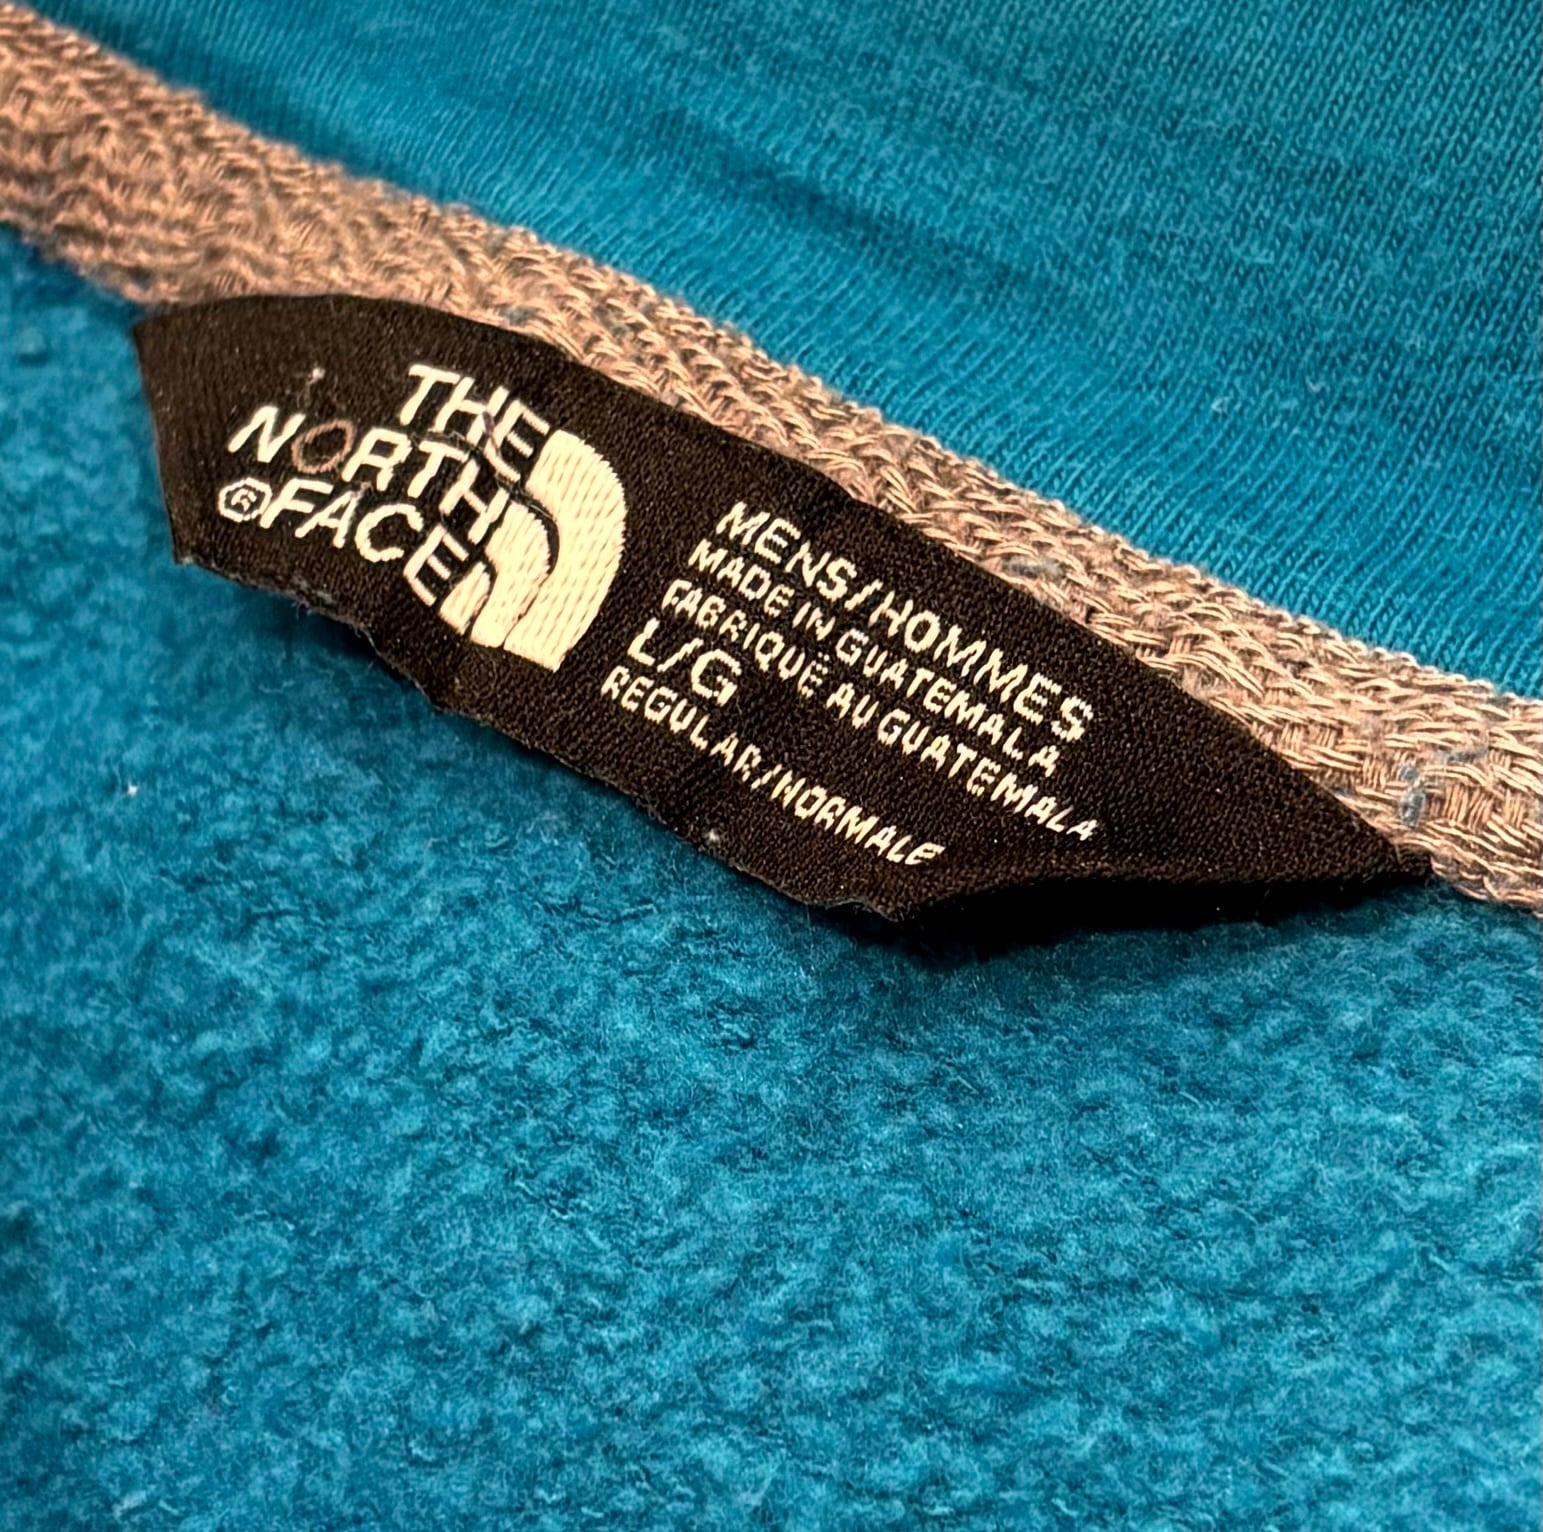 THE
NORTH
®FACE
MENS/HOMMES
MADE IN GUATEMALA
FABRIQUÉ AU GUATEMALA
L/G
REGULAR/NORMALE